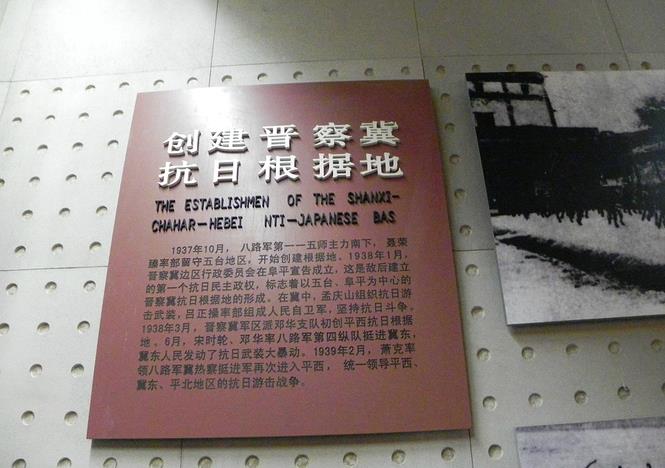 创建晋察冀
抗日根据地
THE ESTABLISHMEN OF THE SHANXI-
CHAHAR-HEBEI NTI-JAPANESE BAS
1937年10月，八路军第一一五师主力南下，聂荣
臻率部留守五台地区，开始创建根据地。1938年1月，
晋察冀边区行政委员会在阜平宣告成立，这是敌后建立
的第一个抗日民主政权，标志着以五台、阜平为中心的
晋察冀抗日根据地的形成。在冀中，孟庆山组织抗日游
击武装，吕正操率部组成人民自卫军，坚持抗日斗争。
1938年3月，晋察冀军区派邓华支队初创平西抗日根据
地。6月，宋时轮、邓华率八路军第四纵队挺进冀东，
冀东人民发动了抗日武装大暴动。1939年2月，萧克率
领八路军冀热察挺进军再次进入平西，统一领导平西、
冀东、平北地区的抗日游击战争。